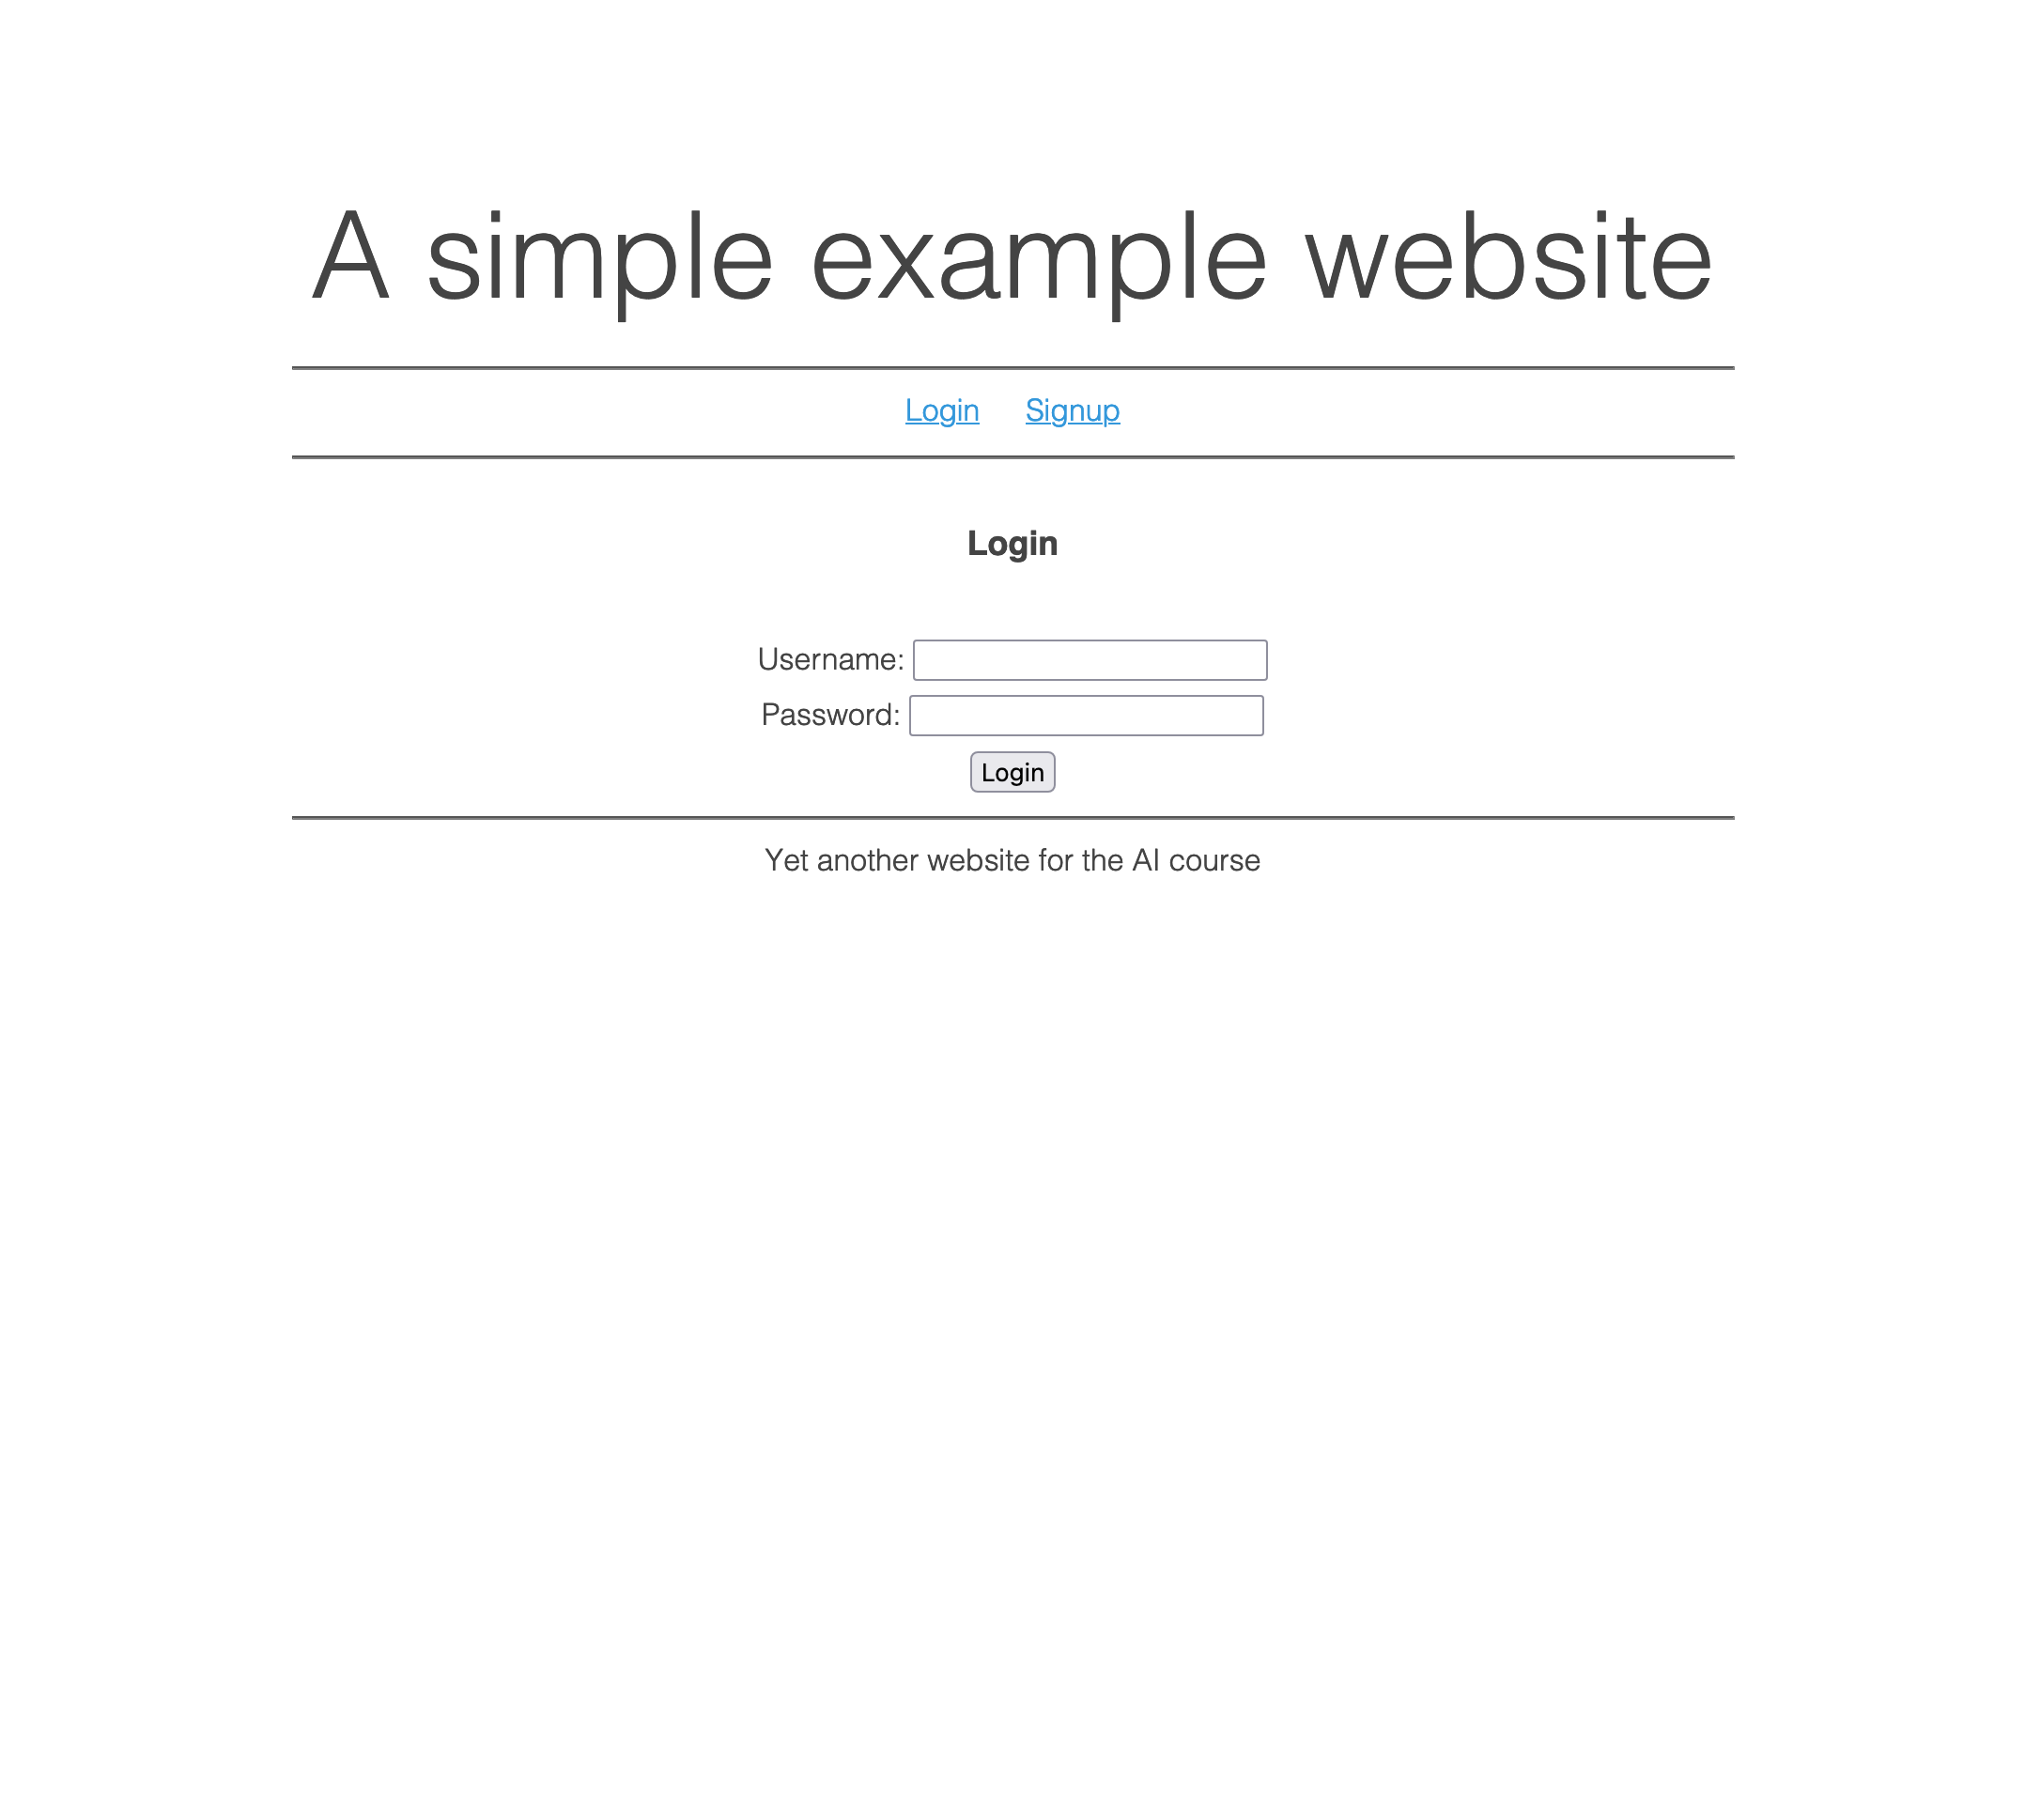 A simple example website
Login Signup
Login
Username:
Password:
Login
Yet another website for the AI course